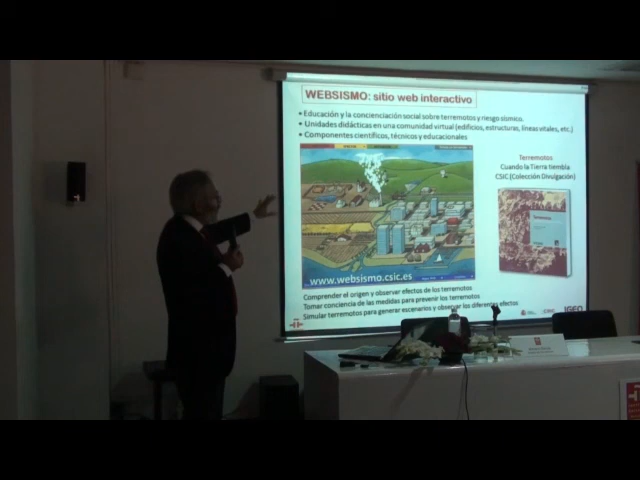 WEBSISMO: sitio web interactivo
• Educación y la concienciación social sobre terremotos y riesgo sísmico.
• Unidades didácticas en una comunidad virtual (edificios, estructuras, líneas vitales, etc.)
• Componentes científicos, técnicos y educacionales
Terremotos
Cuando la Tierra tiembla
CSIC (Colección Divulgación)
Terremotos
www.websismo.csic.es
Comprender el origen y observar efectos de los terremotos
Tomar conciencia de las medidas para prevenir los terremotos
Simular terremotos para generar escenarios y observar los diferentes efectos
CSIC
IGEO